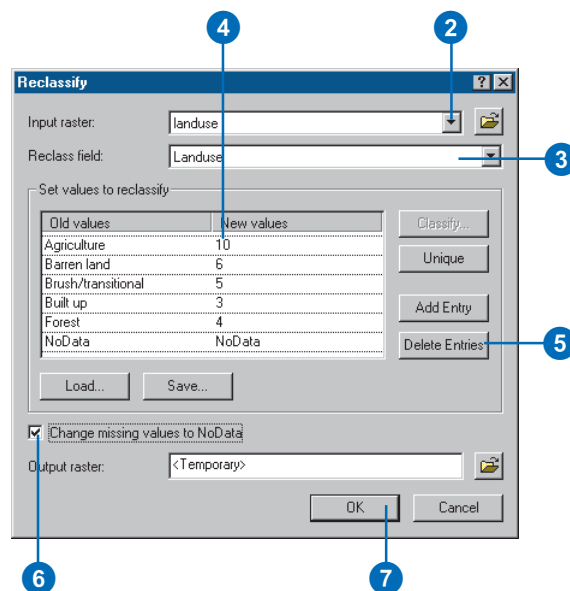 4
2
Reclassify
Input raster:
landuse
Reclass field:
Landuse
3
Set values to reclassify
Old values New values
Agriculture 10
Barren land 6
Brush/transitional 5
Built up 3
Forest 4
NoData NoData
Classify...
Unique
Add Entry
Delete Entries
5
Load...
Save...
Change missing values to NoData
Output raster:
<Temporary>
OK
Cancel
6
7